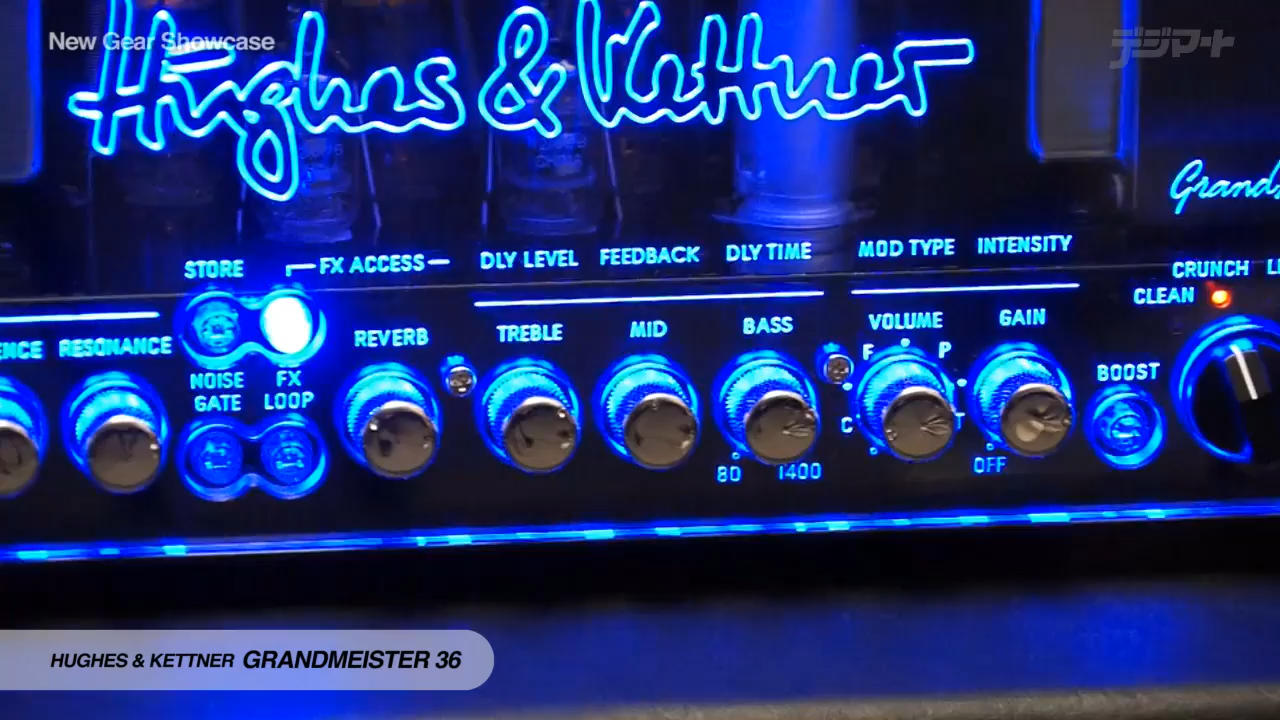 New Gear Showcase
デジマート
Hughes & Kettner
STORE
FX ACCESS
DLY LEVEL
FEEDBACK
DLY TIME
MOD TYPE
INTENSITY
CRUNCH
CLEAN
RESONANCE
REVERB
TREBLE
MID
BASS
VOLUME
GAIN
F
P
C
NOISE
GATE
FX
LOOP
BOOST
80
1400
OFF
HUGHES & KETTNER GRANDMEISTER 36